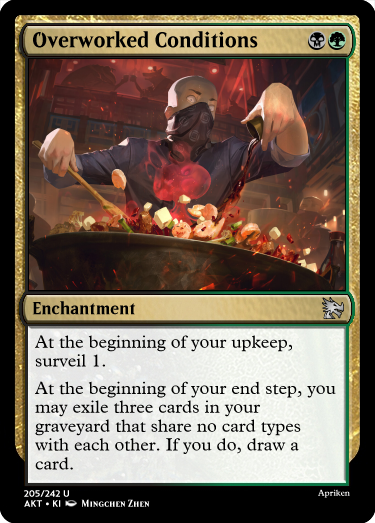 Overworked Conditions
Enchantment
At the beginning of your upkeep,
surveil 1.
At the beginning of your end step, you
may exile three cards in your
graveyard that share no card types
with each other. If you do, draw a
card.
205/242 U
Apriken
AKT • KI Mingchen Zhen